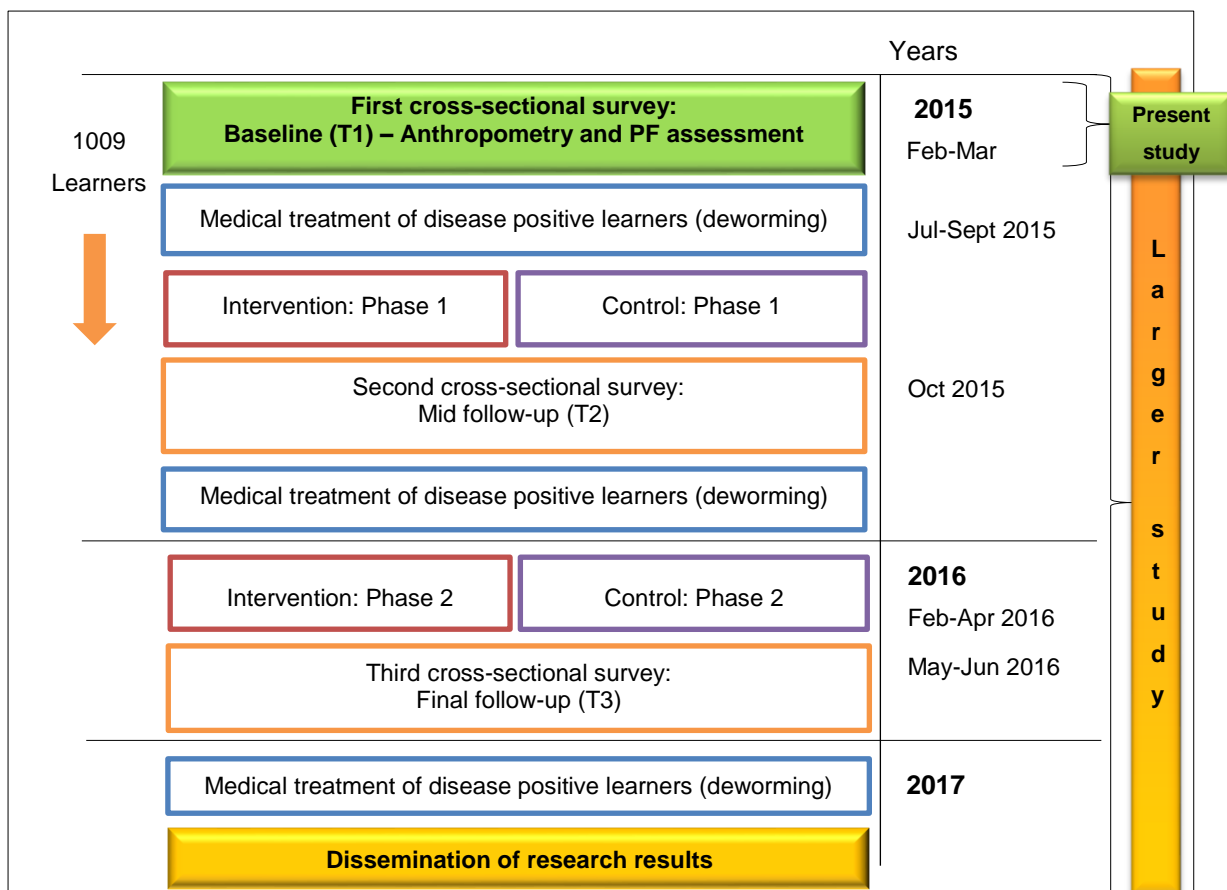 Years
First cross-sectional survey:
Baseline (T1) – Anthropometry and PF assessment
1009
Learners
2015
Feb-Mar
Present
study
Medical treatment of disease positive learners (deworming)
Jul-Sept 2015
Intervention: Phase 1
Control: Phase 1
Second cross-sectional survey:
Mid follow-up (T2)
Oct 2015
Medical treatment of disease positive learners (deworming)
Intervention: Phase 2
Control: Phase 2
2016
Feb-Apr 2016
Third cross-sectional survey:
Final follow-up (T3)
May-Jun 2016
Medical treatment of disease positive learners (deworming)
2017
Dissemination of research results
L
a
r
g
e
r
s
t
u
d
y